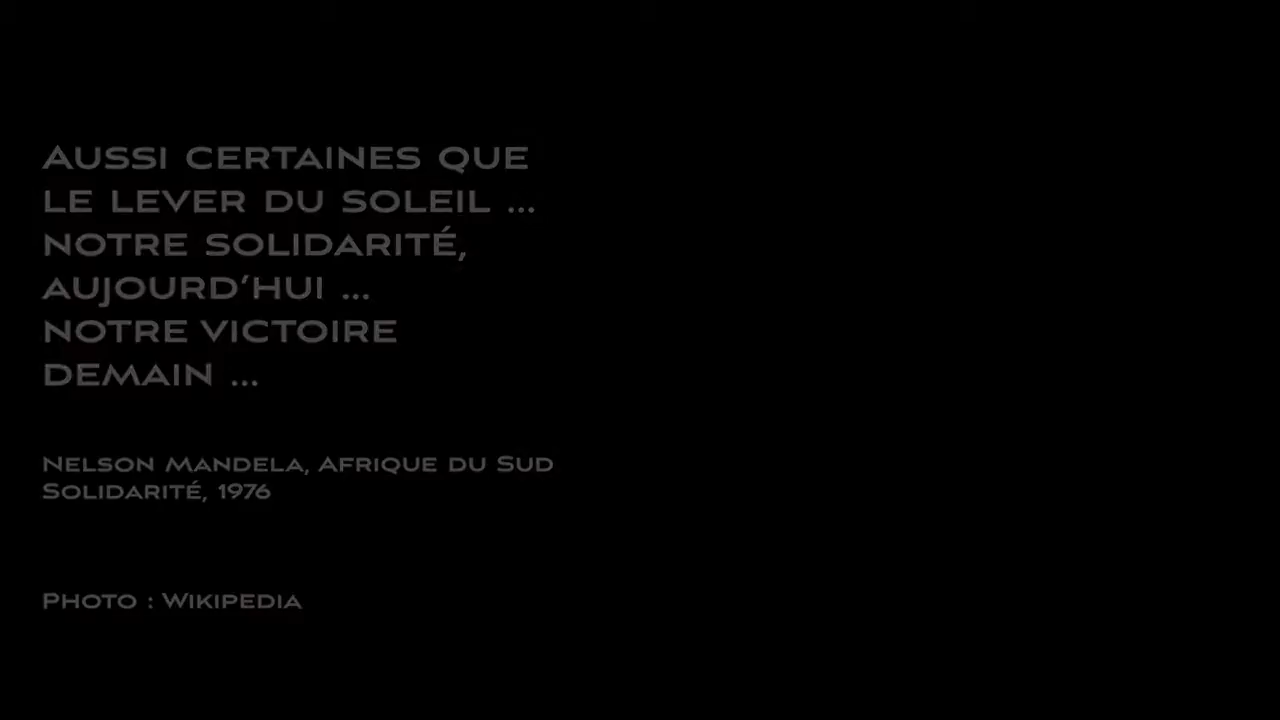 Aussi certaines que
le lever du soleil ...
notre solidarité,
aujourd’hui ...
notre victoire
demain ...
Nelson Mandela, Afrique du Sud
Solidarité, 1976
Photo : Wikipedia